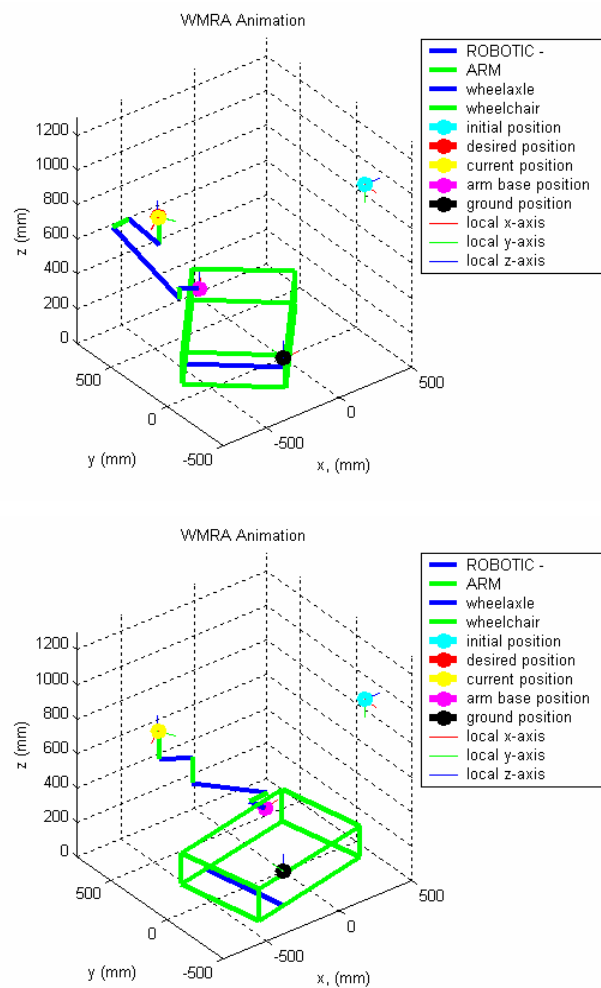 WMRA Animation
ROBOTIC -
ARM
wheelaxle
wheelchair
initial position
desired position
current position
arm base position
ground position
local x-axis
local y-axis
local z-axis
1200
1000
800
600
400
200
0
z (mm)
500
0
-500
y (mm)
-500
0
500
x, (mm)
WMRA Animation
ROBOTIC -
ARM
wheelaxle
wheelchair
initial position
desired position
current position
arm base position
ground position
local x-axis
local y-axis
local z-axis
1200
1000
800
600
400
200
0
z (mm)
500
0
-500
y (mm)
-500
0
500
x, (mm)